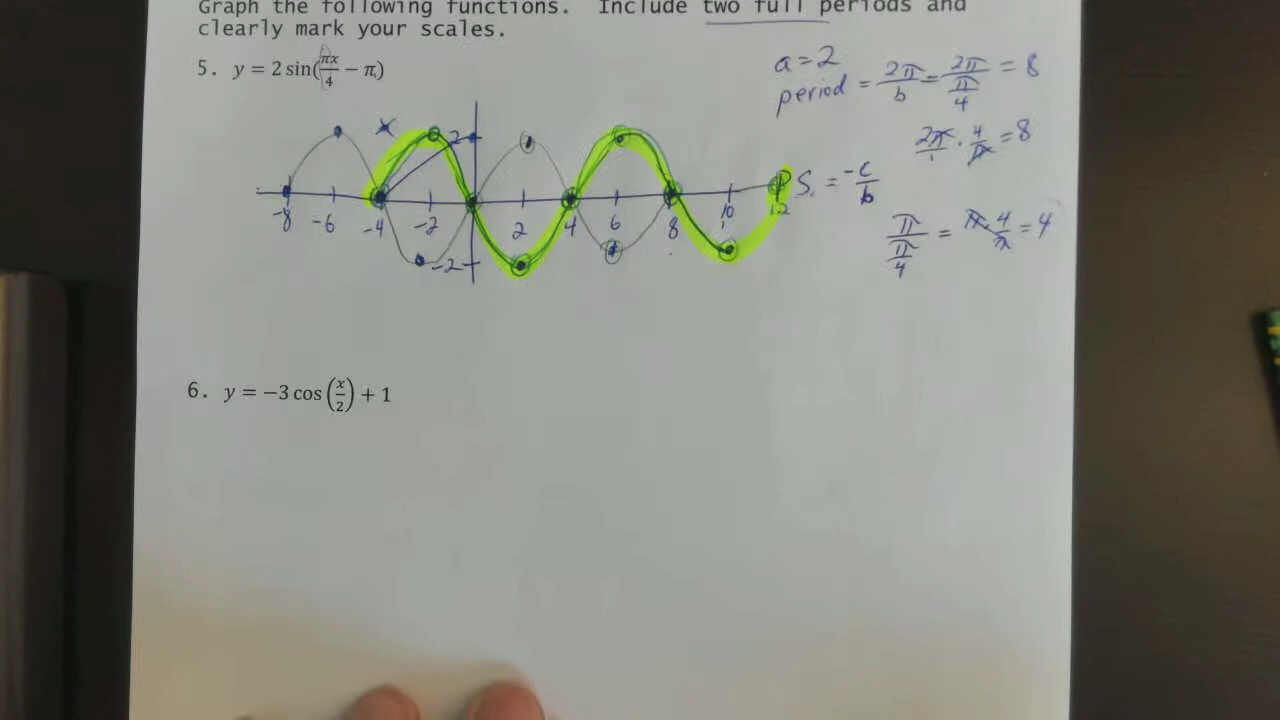 Graph the following functions. Include two full periods and
clearly mark your scales.
5. y = 2 sin(πx/4 − π)
a = 2
period = 2π/b = 2π/(π/4) = 8
2π/1 · 4/π = 8
P.S. = -c/b
π/(π/4) = π · 4/π = 4
2
-8 -6 -4 -2 2 4 6 8 10 12
-2
6. y = −3 cos(x/2) + 1